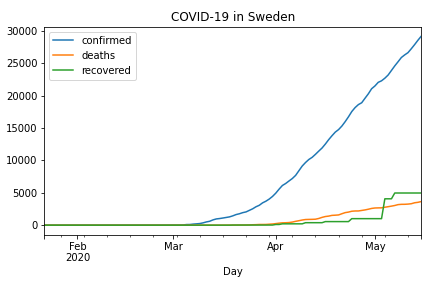 COVID-19 in Sweden
confirmed
deaths
recovered
30000
25000
20000
15000
10000
5000
0
Feb
2020
Mar
Apr
May
Day